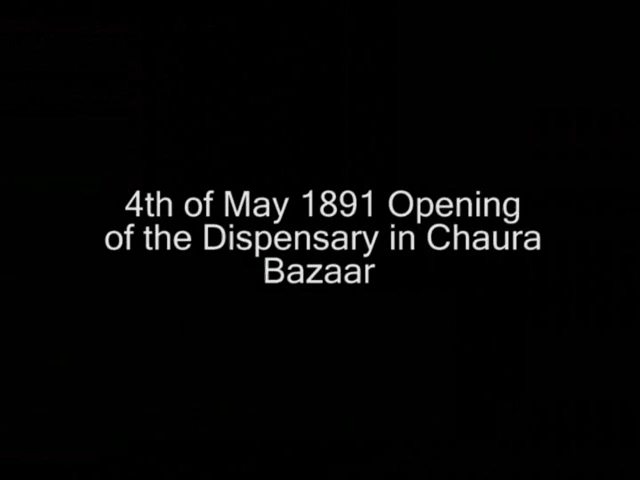 4th of May 1891 Opening
of the Dispensary in Chaura
Bazaar